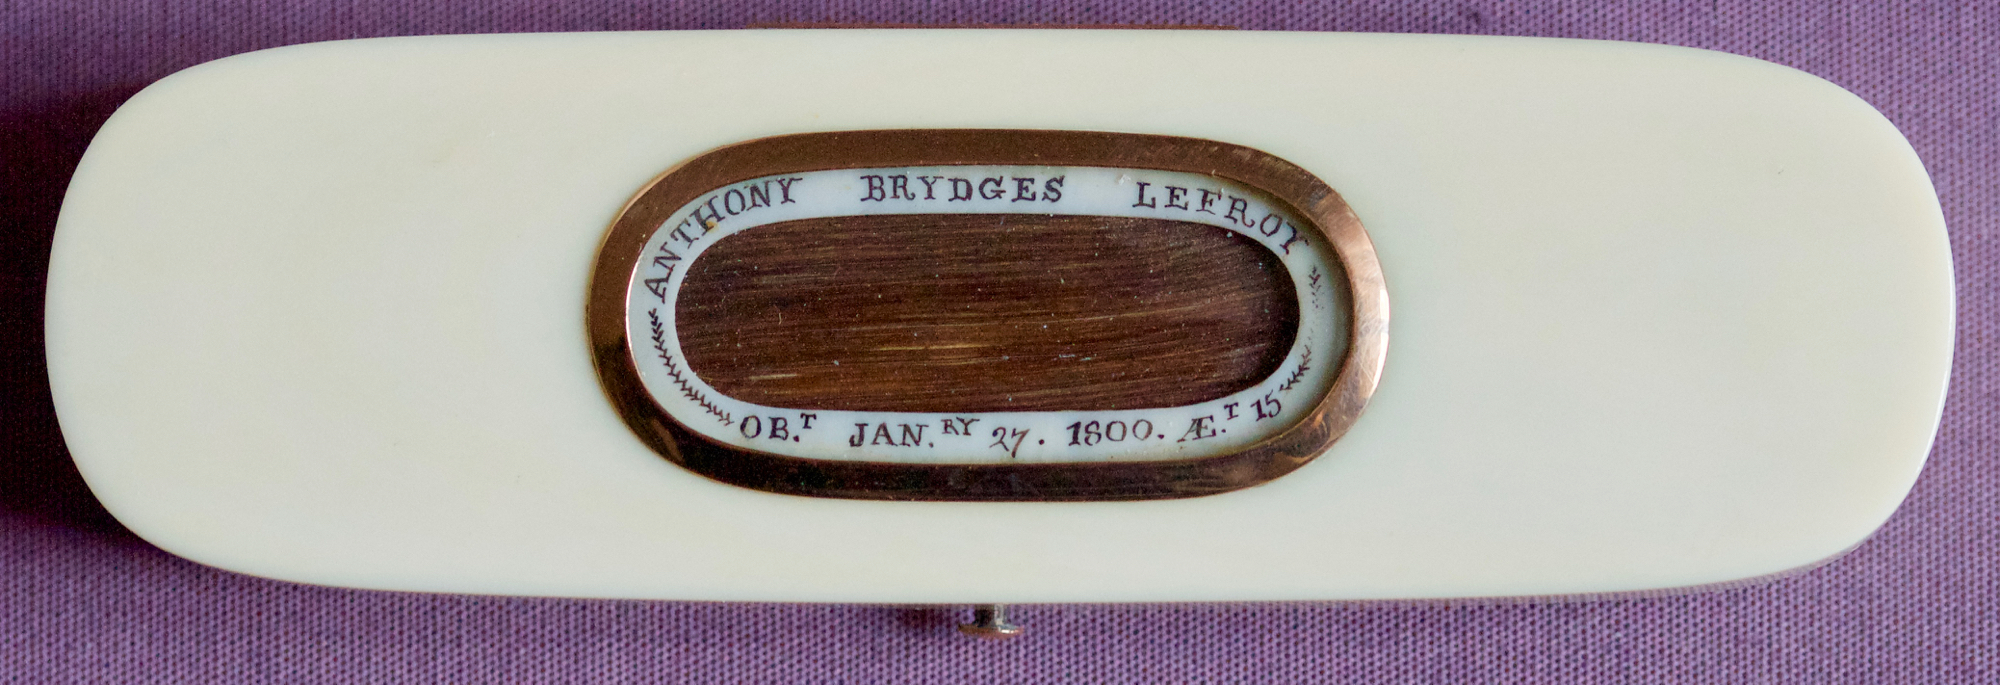 ANTHONY BRYDGES LEFROY
OB.ᵀ JAN.ᴿʸ 27. 1800. Æ.ᵀ 15